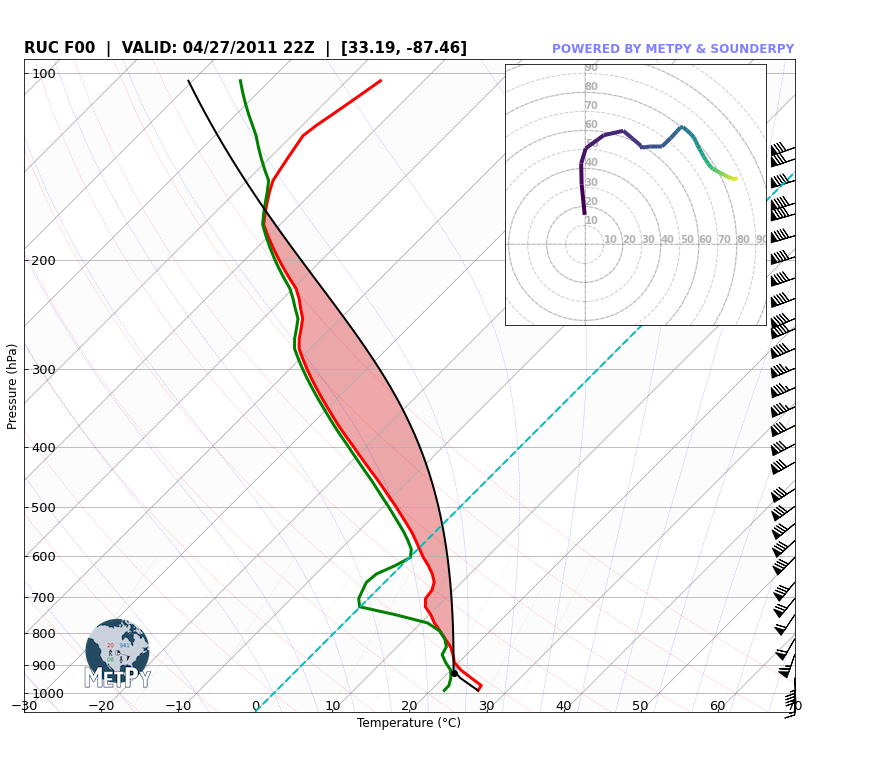 RUC F00 | VALID: 04/27/2011 22Z | [33.19, -87.46]
POWERED BY METPY & SOUNDERPY
100
200
300
400
500
600
700
800
900
1000
Pressure (hPa)
90
80
70
60
50
40
30
20
10
10 20 30 40 50 60 70 80 90
METPY
−30 −20 −10 0 10 20 30 40 50 60 70
Temperature (°C)